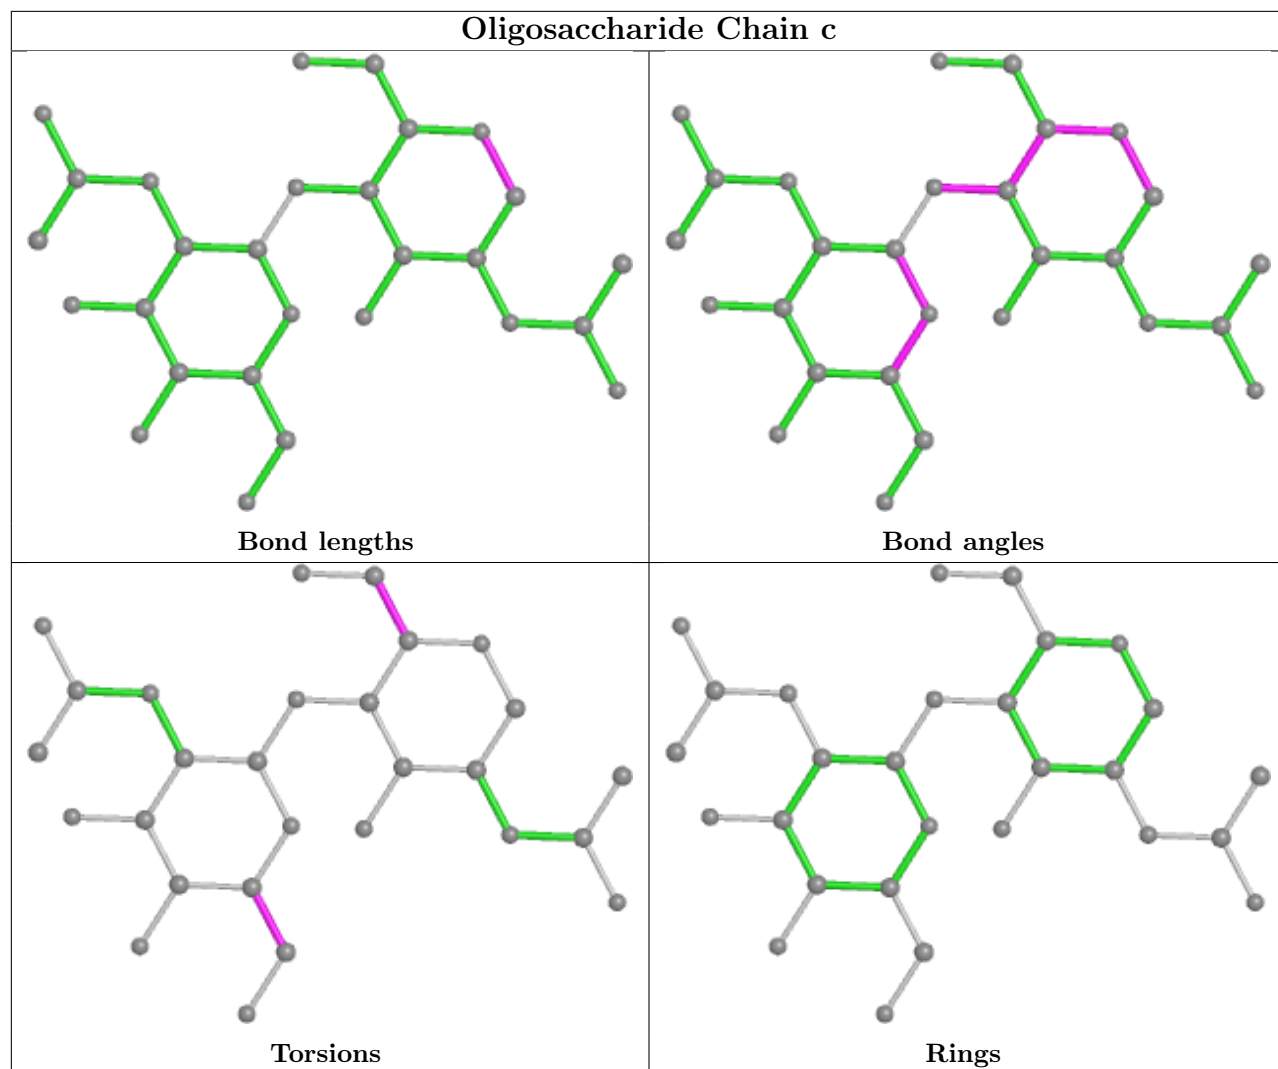 Oligosaccharide Chain c
Bond lengths
Bond angles
Torsions
Rings